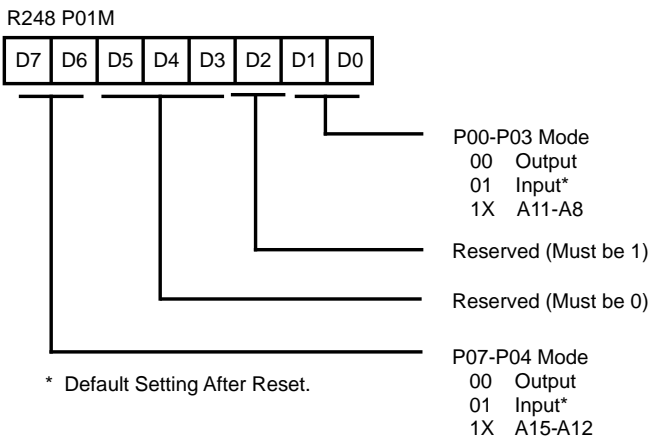 R248 P01M
D7 D6 D5 D4 D3 D2 D1 D0
P00-P03 Mode
00 Output
01 Input*
1X A11-A8
Reserved (Must be 1)
Reserved (Must be 0)
P07-P04 Mode
* Default Setting After Reset.
00 Output
01 Input*
1X A15-A12